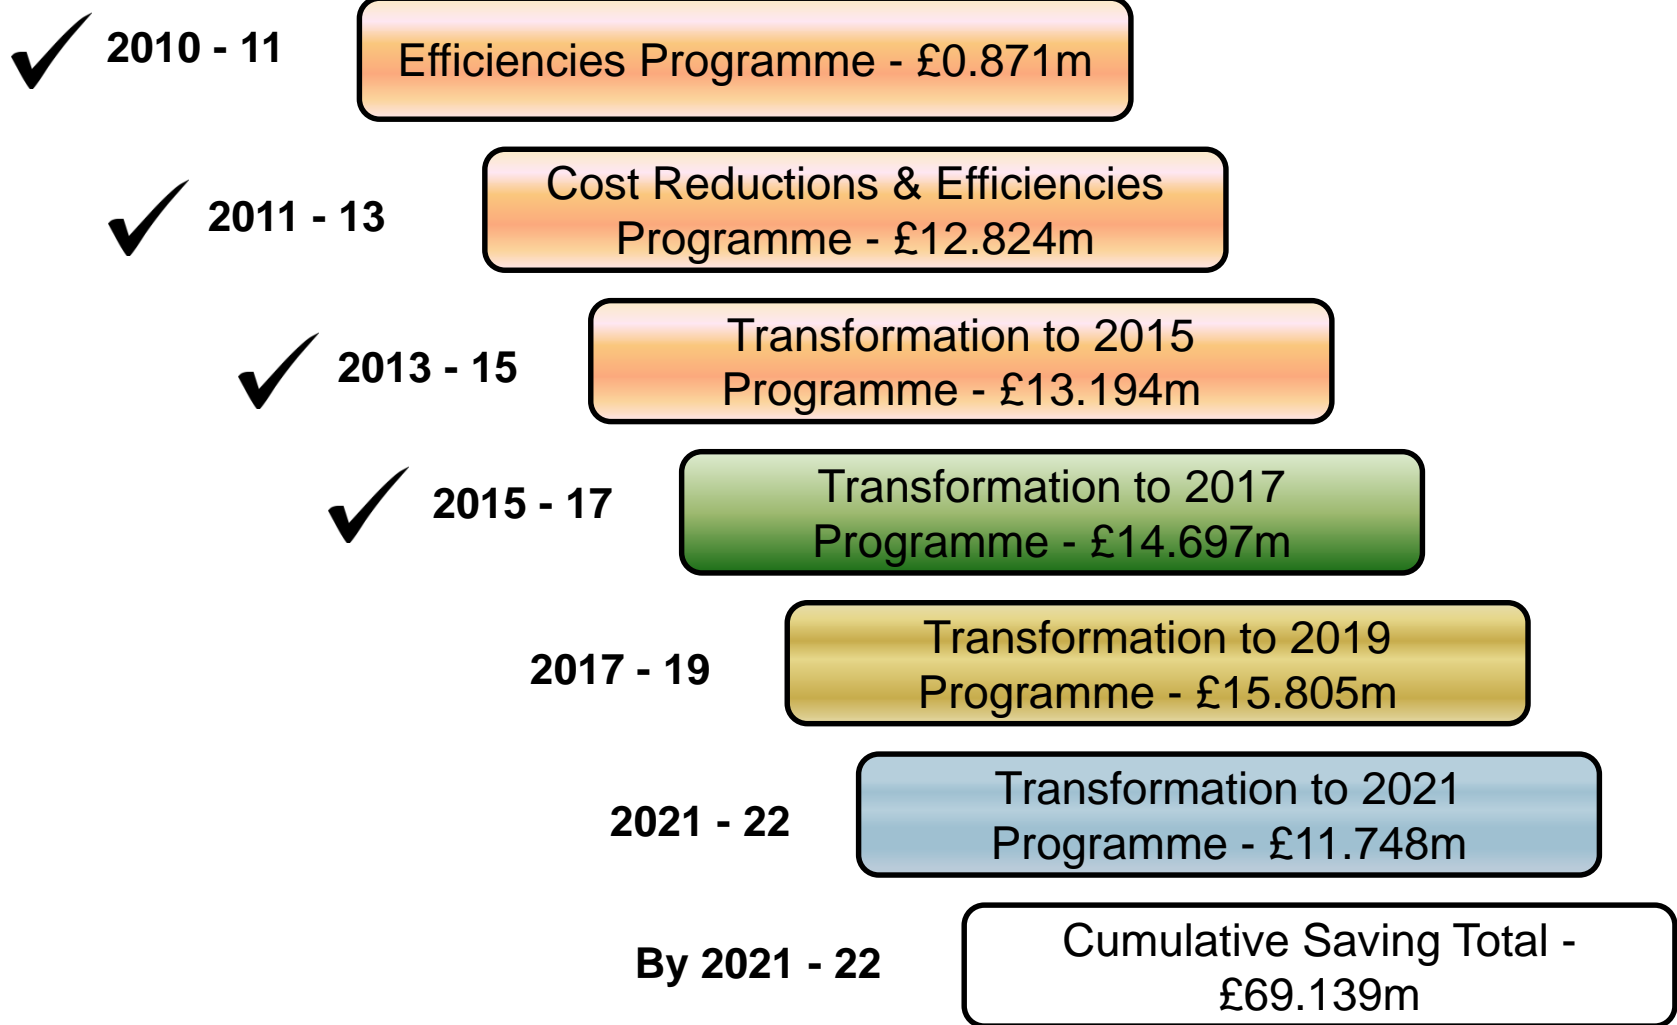 2010 - 11
Efficiencies Programme - £0.871m
2011 - 13
Cost Reductions & Efficiencies
Programme - £12.824m
2013 - 15
Transformation to 2015
Programme - £13.194m
2015 - 17
Transformation to 2017
Programme - £14.697m
2017 - 19
Transformation to 2019
Programme - £15.805m
2021 - 22
Transformation to 2021
Programme - £11.748m
By 2021 - 22
Cumulative Saving Total -
£69.139m